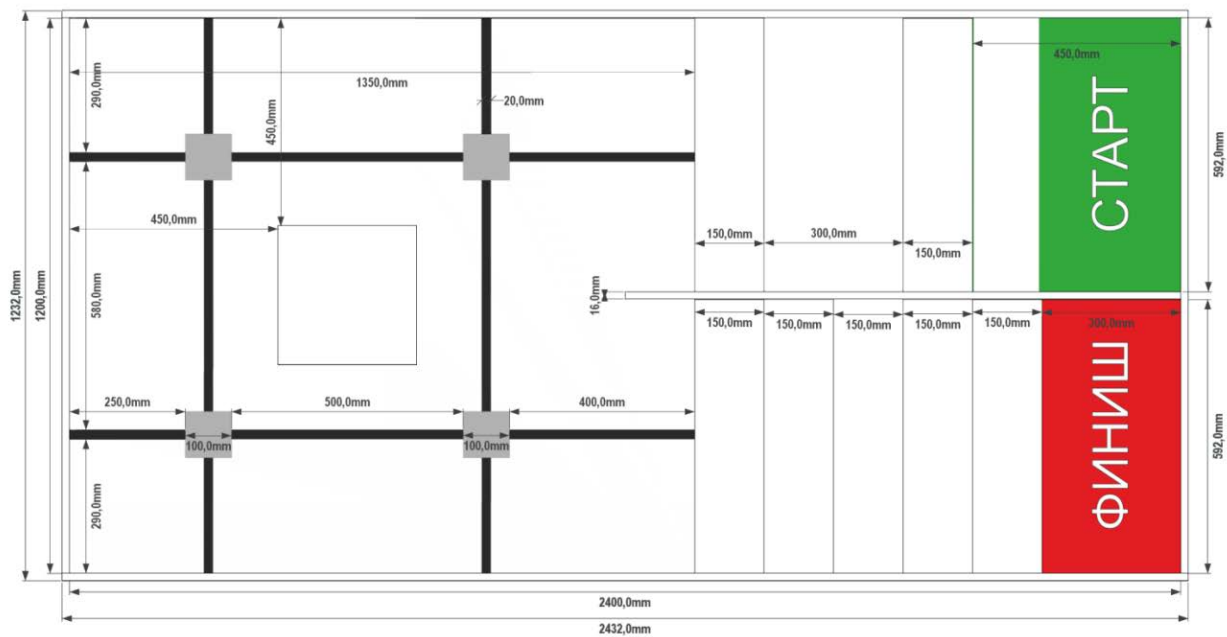 290,0mm
1350,0mm
450,0mm
20,0mm
450,0mm
СТАРТ
592,0mm
450,0mm
150,0mm
300,0mm
150,0mm
1232,0mm
1200,0mm
580,0mm
16,0mm
150,0mm
150,0mm
150,0mm
150,0mm
150,0mm
300,0mm
ФИНИШ
592,0mm
250,0mm
500,0mm
400,0mm
100,0mm
100,0mm
290,0mm
2400,0mm
2432,0mm